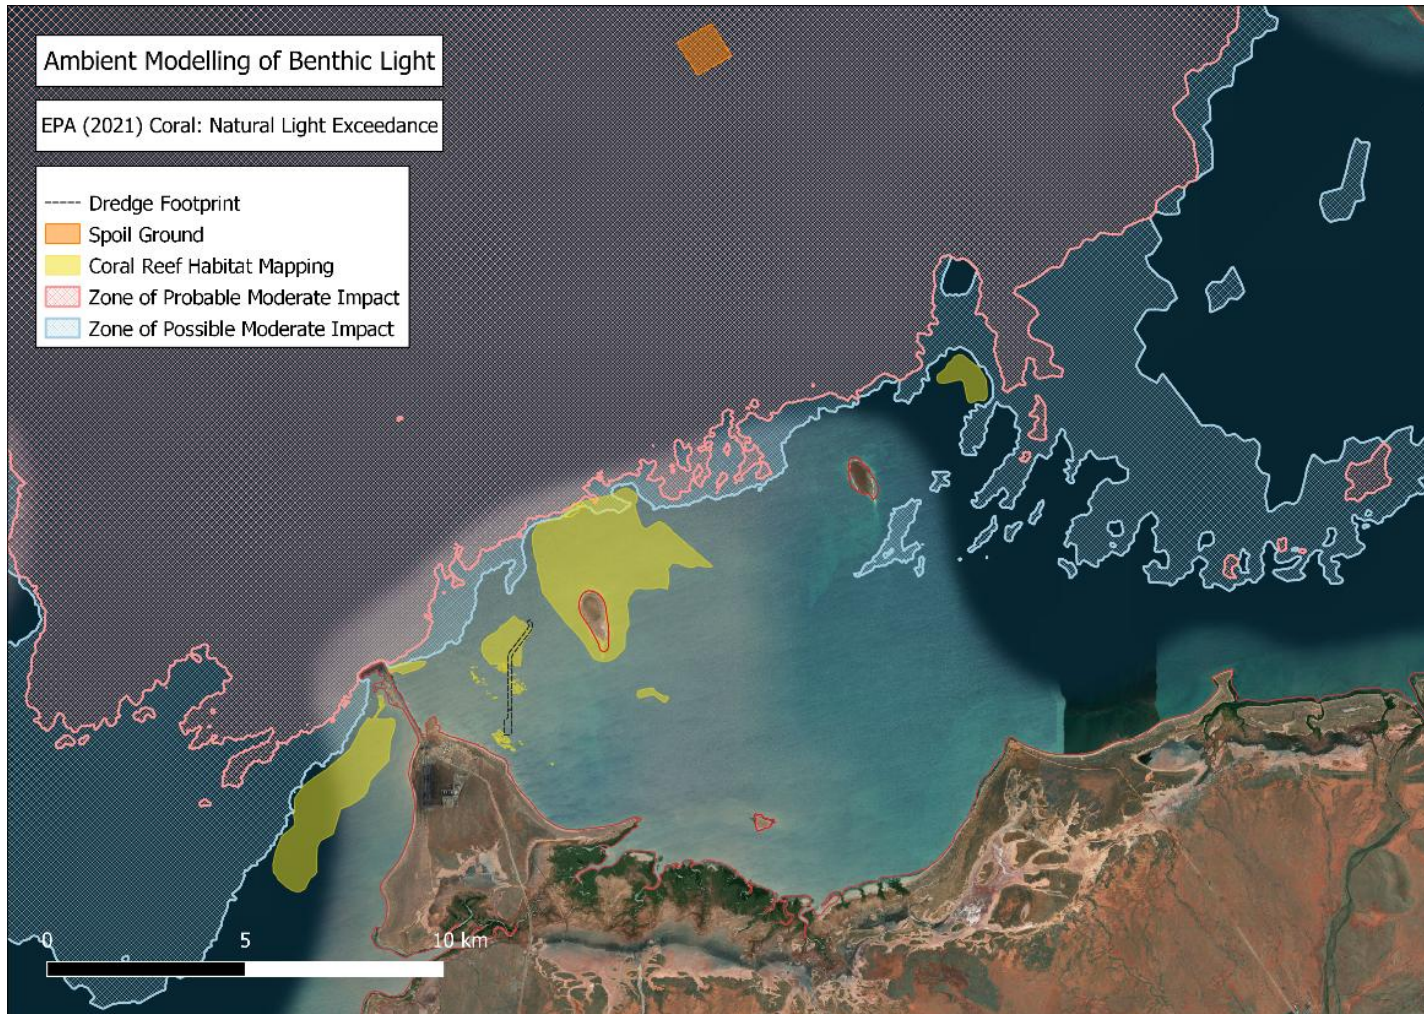 Ambient Modelling of Benthic Light
EPA (2021) Coral: Natural Light Exceedance
Dredge Footprint
Spoil Ground
Coral Reef Habitat Mapping
Zone of Probable Moderate Impact
Zone of Possible Moderate Impact
0 5 10 km